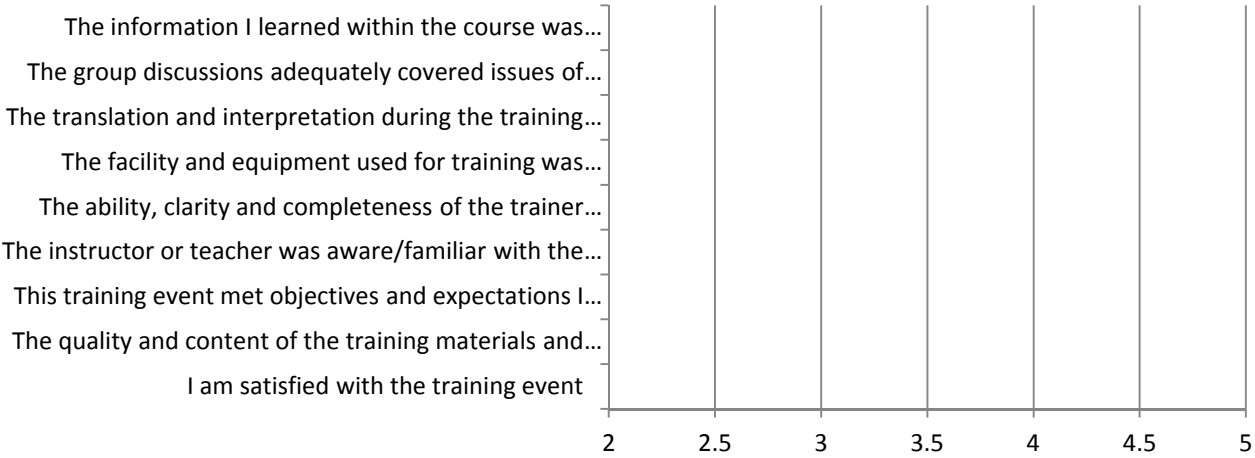 The information I learned within the course was…
The group discussions adequately covered issues of…
The translation and interpretation during the training…
The facility and equipment used for training was…
The ability, clarity and completeness of the trainer…
The instructor or teacher was aware/familiar with the…
This training event met objectives and expectations I…
The quality and content of the training materials and…
I am satisfied with the training event
2 2.5 3 3.5 4 4.5 5